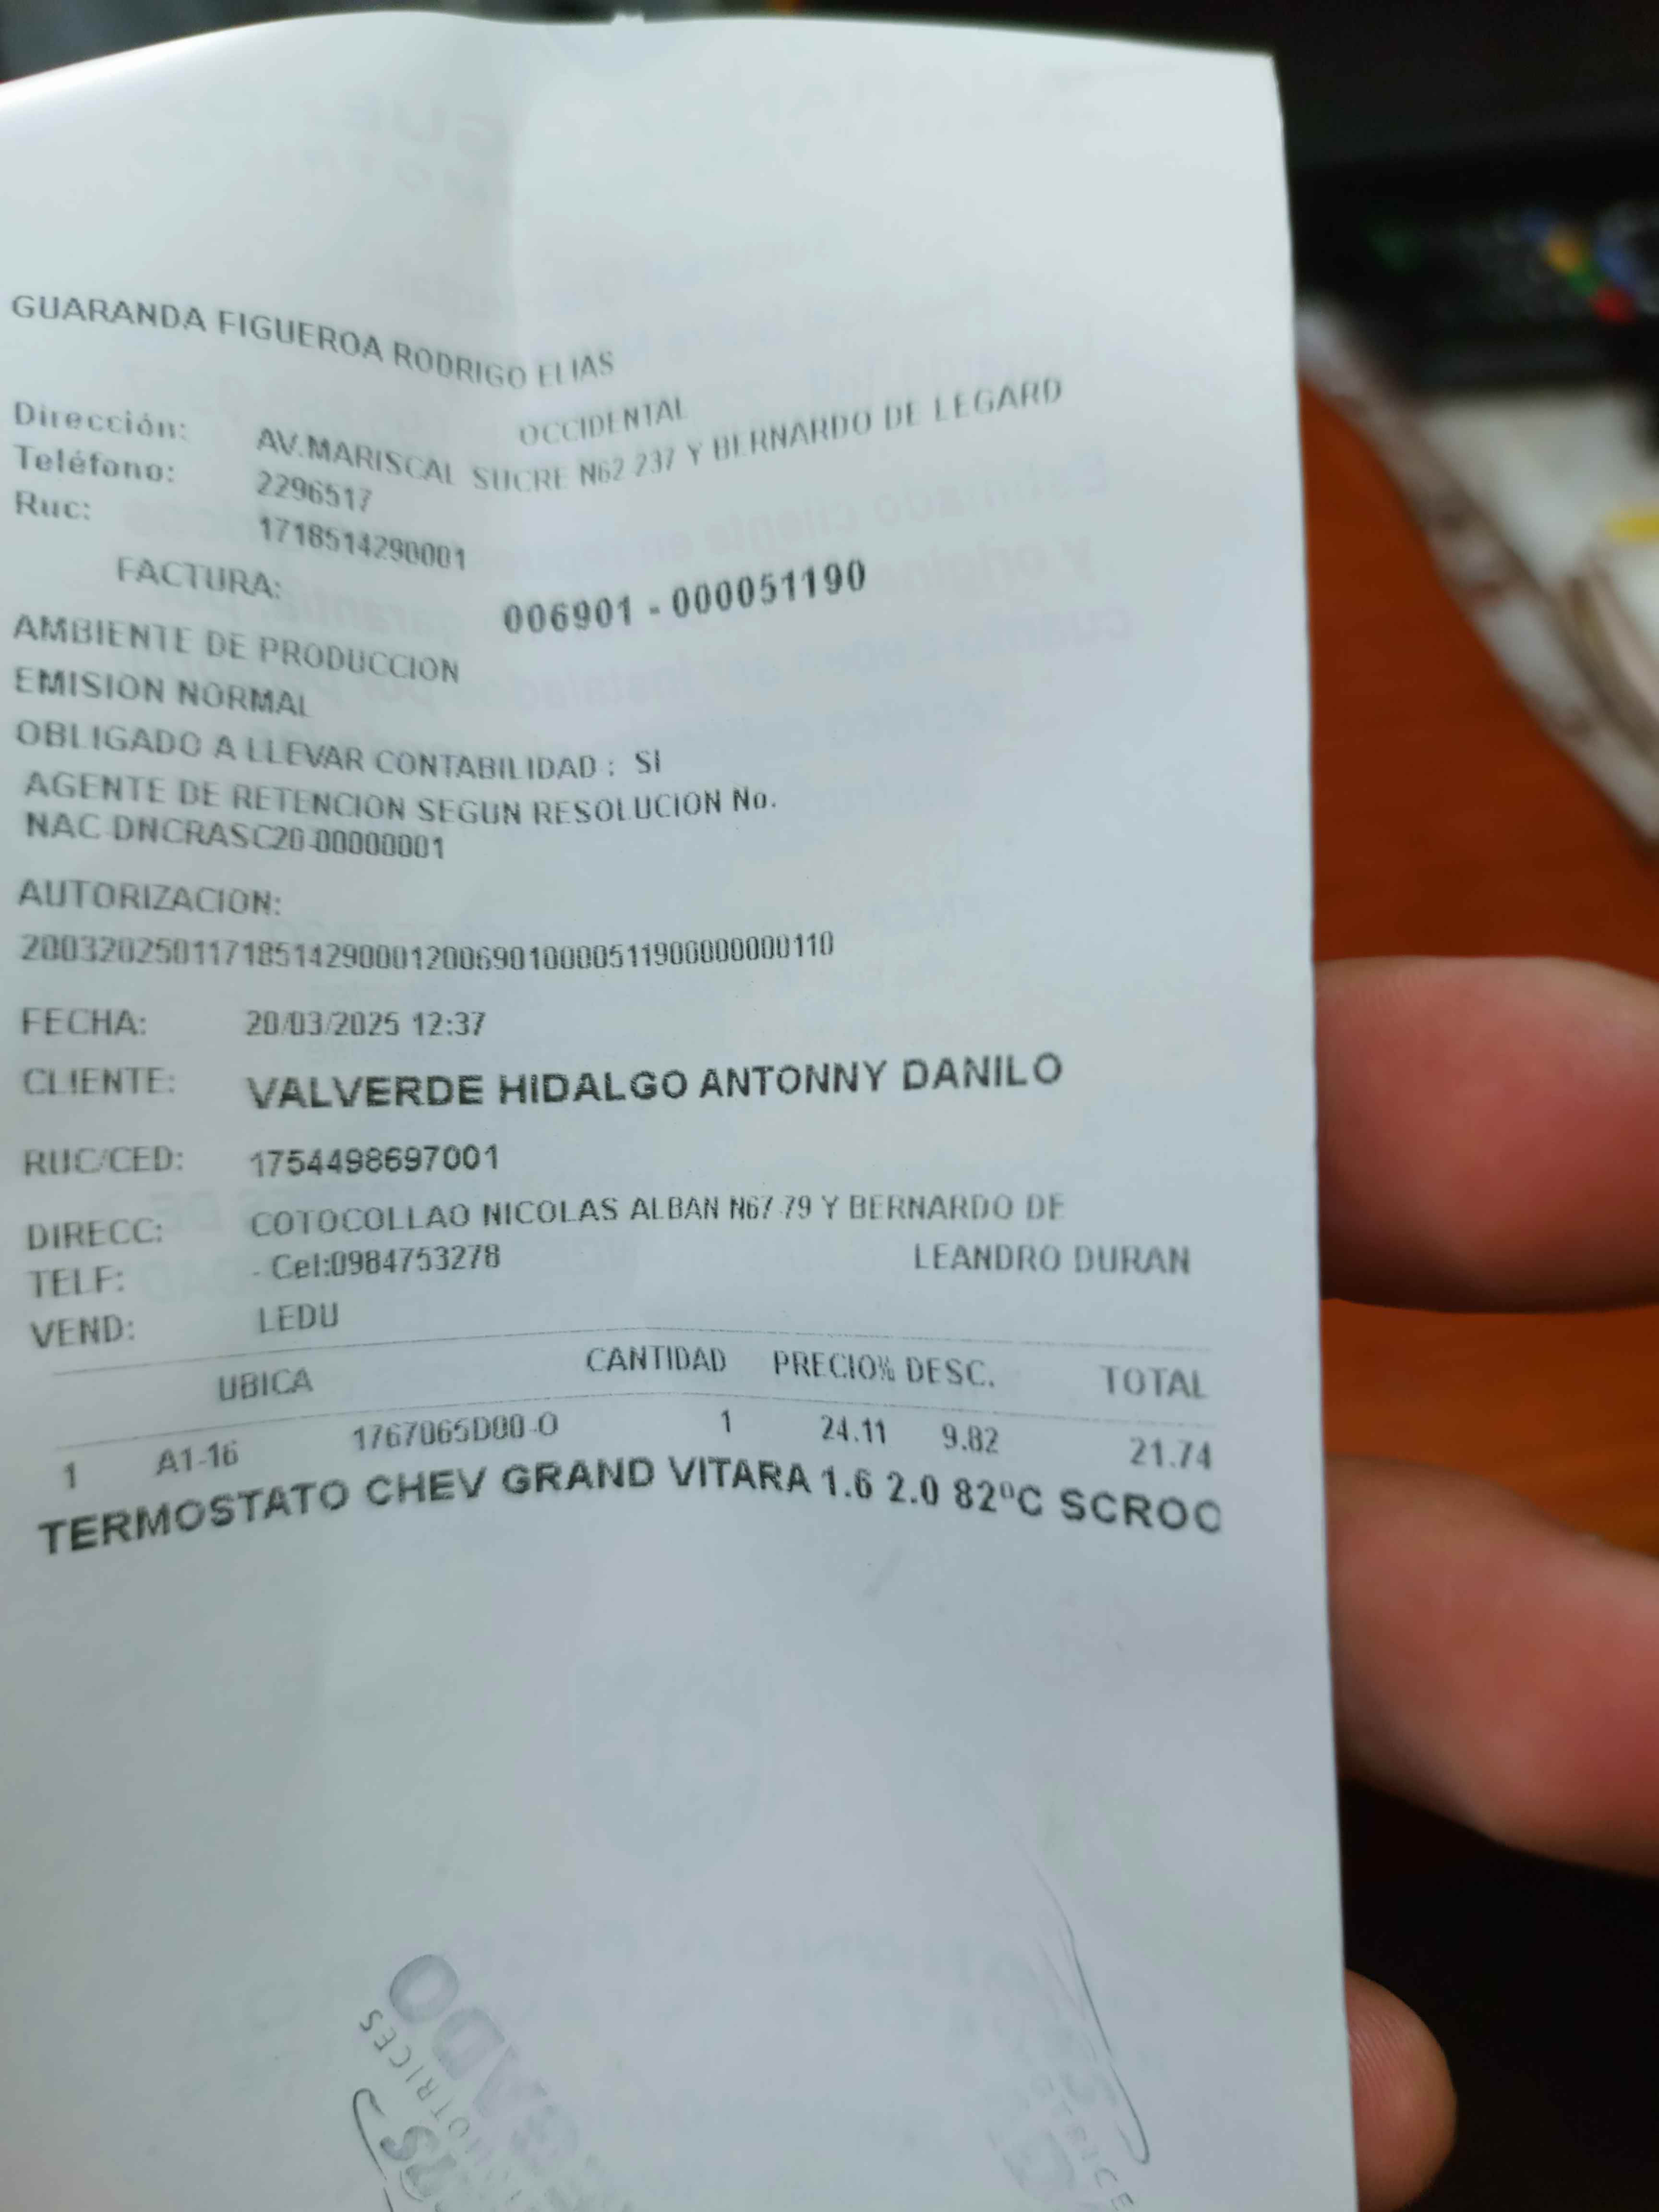 GUARANDA FIGUEROA RODRIGO ELIAS
OCCIDENTAL
Dirección: AV.MARISCAL SUCRE N62-237 Y BERNARDO DE LEGARD
Teléfono: 2296517
Ruc: 1718514290001
FACTURA: 006901 - 000051190
AMBIENTE DE PRODUCCION
EMISION NORMAL
OBLIGADO A LLEVAR CONTABILIDAD : SI
AGENTE DE RETENCION SEGUN RESOLUCION No.
NAC-DNCRASC20-00000001
AUTORIZACION:
2003202501171851429000120069010000511900000000110
FECHA: 20/03/2025 12:37
CLIENTE: VALVERDE HIDALGO ANTONNY DANILO
RUC/CED: 1754498697001
DIRECC: COTOCOLLAO NICOLAS ALBAN N67-79 Y BERNARDO DE
TELF: - Cel:0984753278 LEANDRO DURAN
VEND: LEDU
UBICA CANTIDAD PRECIO% DESC. TOTAL
1 A1-16 1767065D00-O 1 24.11 9.82 21.74
TERMOSTATO CHEV GRAND VITARA 1.6 2.0 82ºC SCROC